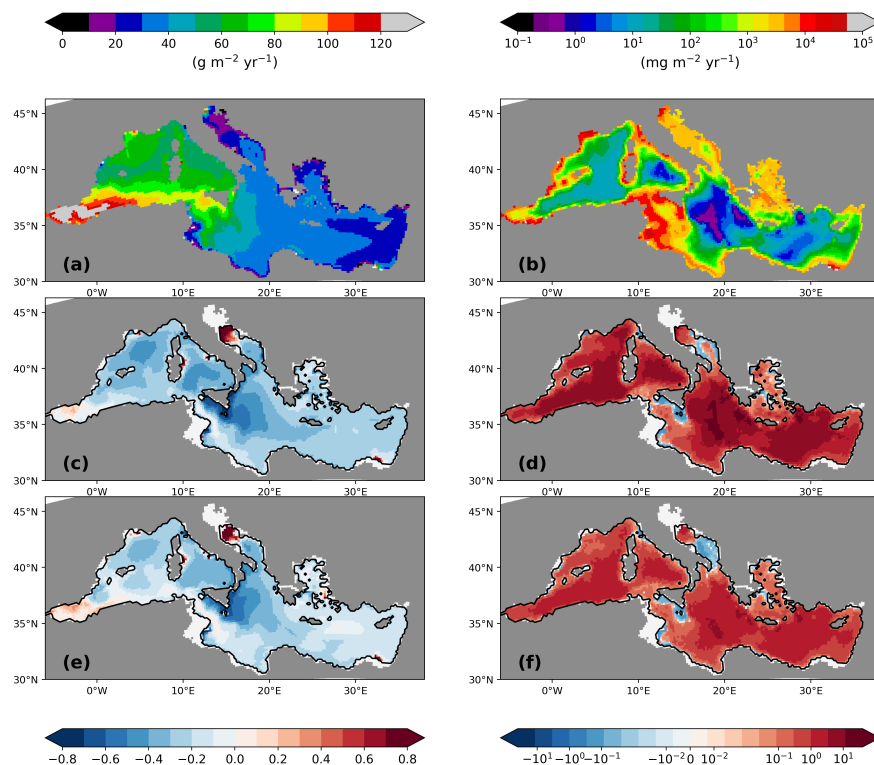 0 20 40 60 80 100 120
(g m⁻² yr⁻¹)
10⁻¹ 10⁰ 10¹ 10² 10³ 10⁴ 10⁵
(mg m⁻² yr⁻¹)
45°N
40°N
35°N
30°N
(a)
0°W 10°E 20°E 30°E
45°N
40°N
35°N
30°N
(b)
0°W 10°E 20°E 30°E
45°N
40°N
35°N
30°N
(c)
0°W 10°E 20°E 30°E
45°N
40°N
35°N
30°N
(d)
0°W 10°E 20°E 30°E
45°N
40°N
35°N
30°N
(e)
0°W 10°E 20°E 30°E
45°N
40°N
35°N
30°N
(f)
0°W 10°E 20°E 30°E
−0.8 −0.6 −0.4 −0.2 0.0 0.2 0.4 0.6 0.8
−10¹ −10⁰ −10⁻¹ −10⁻² 10⁻² 10⁻¹ 10⁰ 10¹